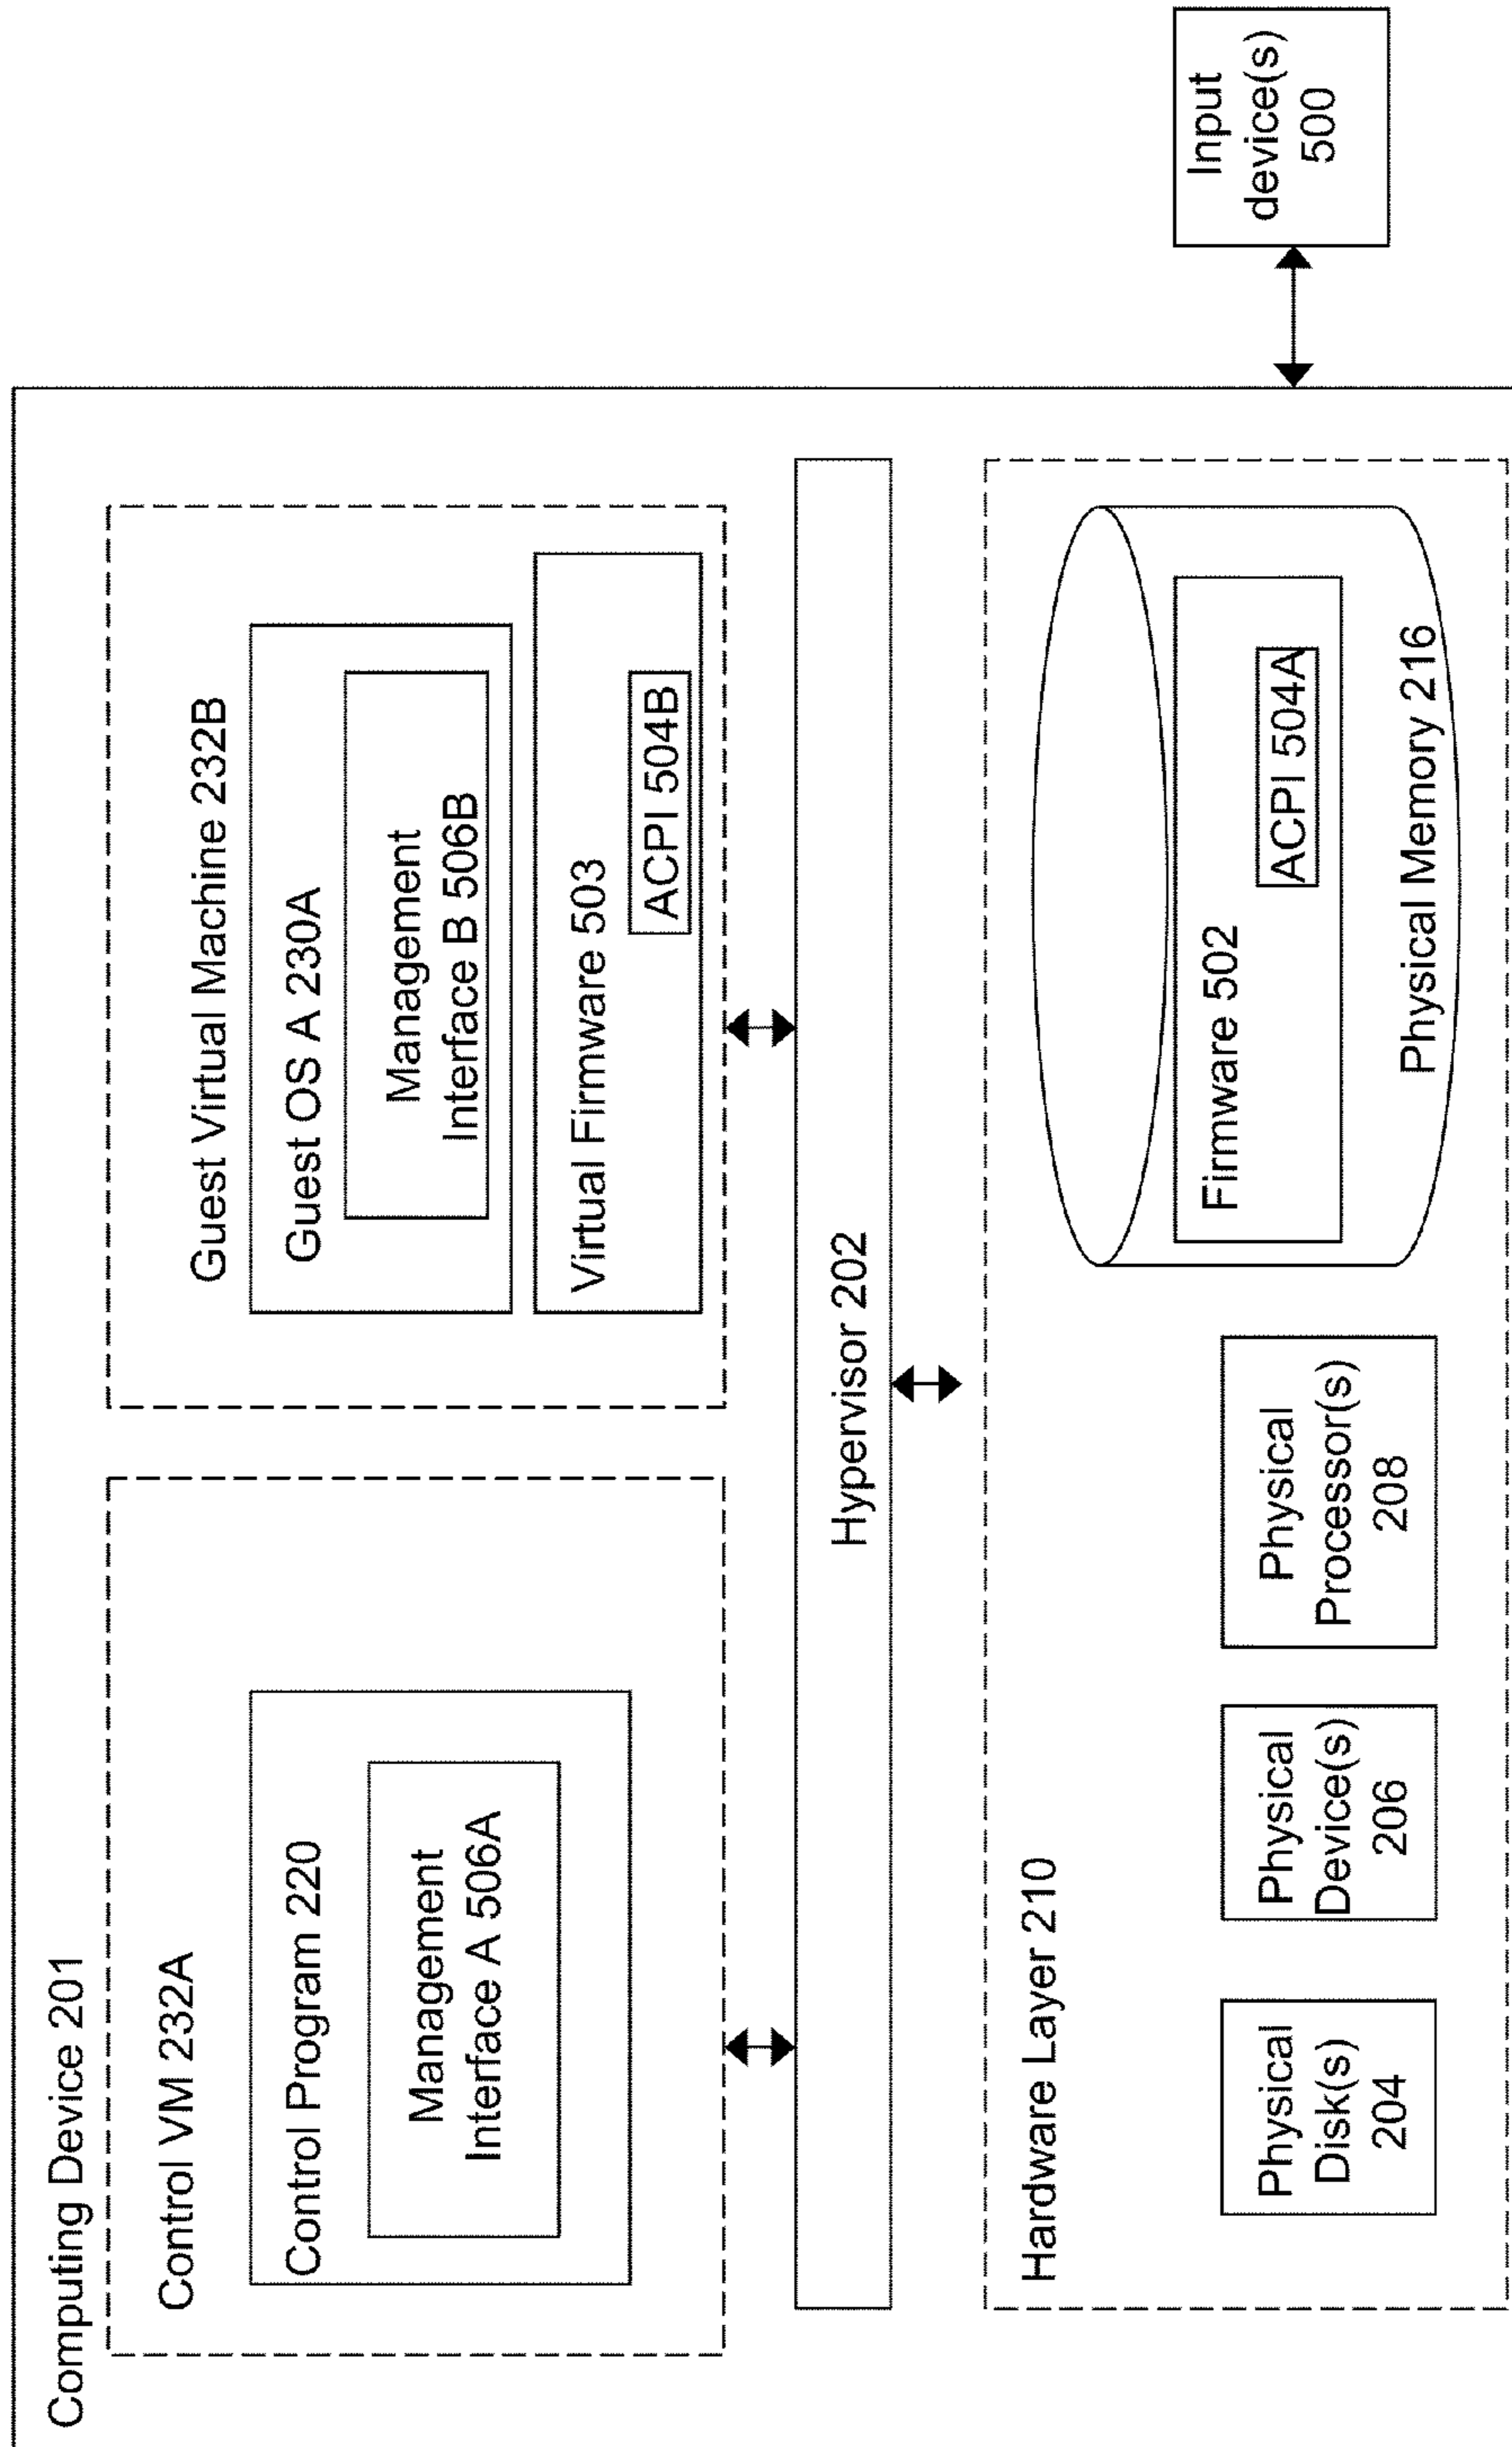 Computing Device 201
Control VM 232A
Control Program 220
Management
Interface A 506A
Guest Virtual Machine 232B
Guest OS A 230A
Management
Interface B 506B
Virtual Firmware 503
ACPI 504B
Hypervisor 202
Hardware Layer 210
Physical
Disk(s)
204
Physical
Device(s)
206
Physical
Processor(s)
208
Firmware 502
ACPI 504A
Physical Memory 216
Input
device(s)
500